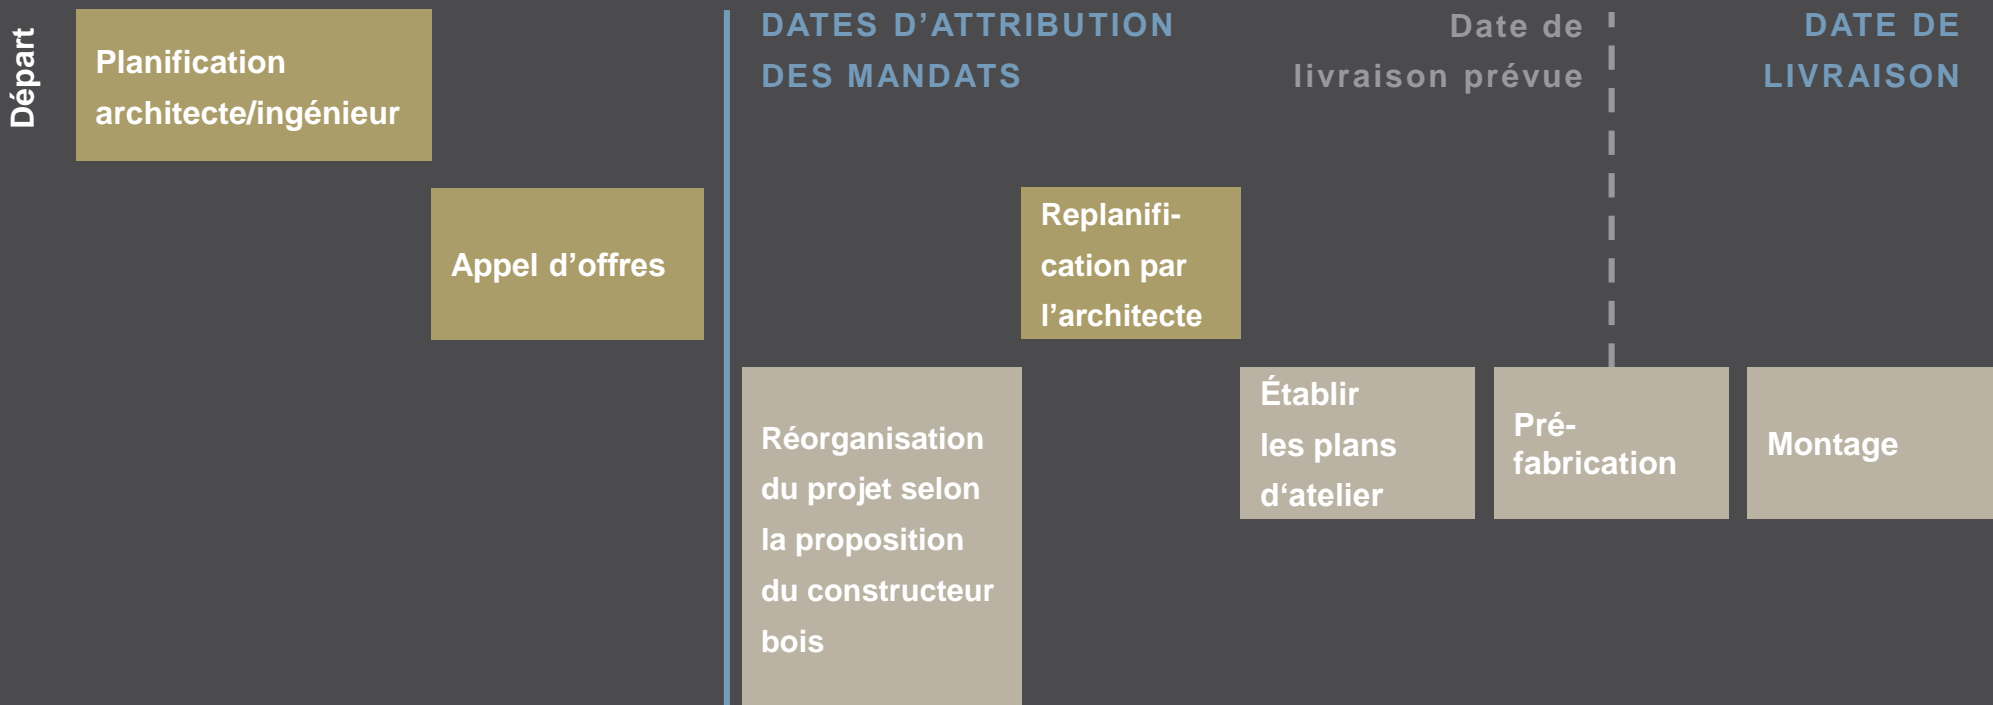 Départ
Planification
architecte/ingénieur
DATES D’ATTRIBUTION
DES MANDATS
Date de
livraison prévue
DATE DE
LIVRAISON
Appel d’offres
Replanifi-
cation par
l’architecte
Réorganisation
du projet selon
la proposition
du constructeur
bois
Établir
les plans
d‘atelier
Pré-
fabrication
Montage